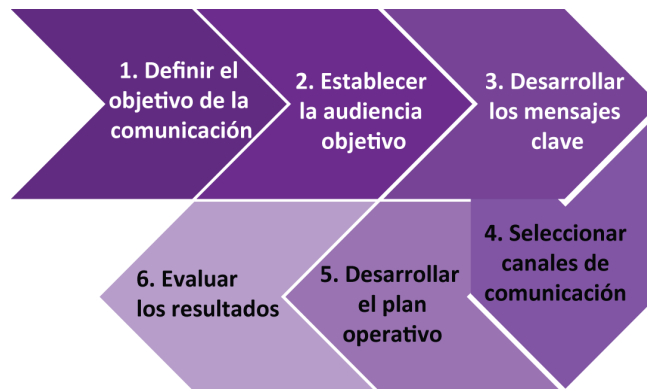 1. Definir el
objetivo de la
comunicación
2. Establecer
la audiencia
objetivo
3. Desarrollar
los mensajes
clave
4. Seleccionar
canales de
comunicación
5. Desarrollar
el plan
operativo
6. Evaluar
los resultados